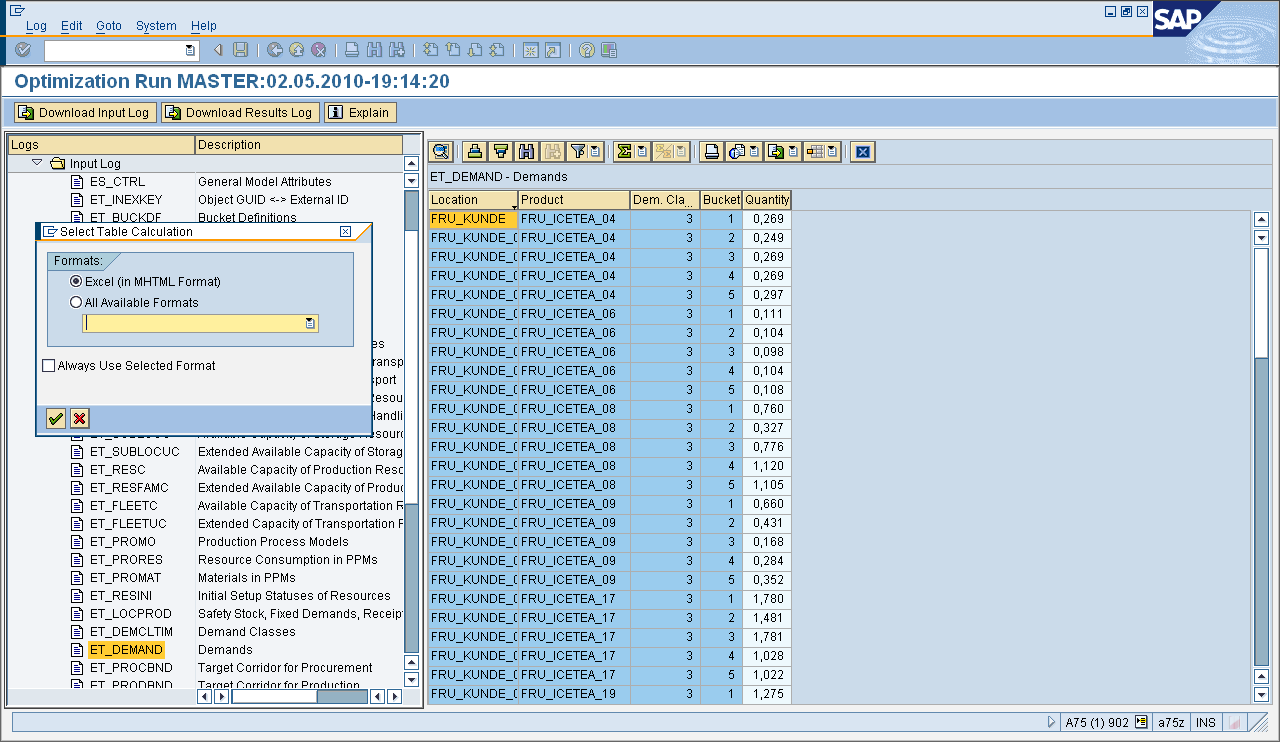 Log Edit Goto System Help
SAP
Optimization Run MASTER:02.05.2010-19:14:20
Download Input Log Download Results Log Explain
Logs Description
Input Log
ES_CTRL General Model Attributes
ET_INEXKEY Object GUID <-> External ID
ET_BUCKDF Bucket Definitions
Select Table Calculation
Formats:
Excel (in MHTML Format)
All Available Formats
Always Use Selected Format
ET_SUBLOCUC Extended Available Capacity of Storag
ET_RESC Available Capacity of Production Resc
ET_RESFAMC Extended Available Capacity of Produc
ET_FLEETC Available Capacity of Transportation R
ET_FLEETUC Extended Capacity of Transportation F
ET_PROMO Production Process Models
ET_PRORES Resource Consumption in PPMs
ET_PROMAT Materials in PPMs
ET_RESINI Initial Setup Statuses of Resources
ET_LOCPROD Safety Stock, Fixed Demands, Receipt
ET_DEMCLTIM Demand Classes
ET_DEMAND Demands
ET_PROCBND Target Corridor for Procurement
ET_PRODBND Target Corridor for Production
ET_DEMAND - Demands
Location Product Dem. Cla... Bucket Quantity
FRU_KUNDE FRU_ICETEA_04 3 1 0,269
FRU_KUNDE_ FRU_ICETEA_04 3 2 0,249
FRU_KUNDE_ FRU_ICETEA_04 3 3 0,269
FRU_KUNDE_ FRU_ICETEA_04 3 4 0,269
FRU_KUNDE_ FRU_ICETEA_04 3 5 0,297
FRU_KUNDE_ FRU_ICETEA_06 3 1 0,111
FRU_KUNDE_ FRU_ICETEA_06 3 2 0,104
FRU_KUNDE_ FRU_ICETEA_06 3 3 0,098
FRU_KUNDE_ FRU_ICETEA_06 3 4 0,104
FRU_KUNDE_ FRU_ICETEA_06 3 5 0,108
FRU_KUNDE_ FRU_ICETEA_08 3 1 0,760
FRU_KUNDE_ FRU_ICETEA_08 3 2 0,327
FRU_KUNDE_ FRU_ICETEA_08 3 3 0,776
FRU_KUNDE_ FRU_ICETEA_08 3 4 1,120
FRU_KUNDE_ FRU_ICETEA_08 3 5 1,105
FRU_KUNDE_ FRU_ICETEA_09 3 1 0,660
FRU_KUNDE_ FRU_ICETEA_09 3 2 0,431
FRU_KUNDE_ FRU_ICETEA_09 3 3 0,168
FRU_KUNDE_ FRU_ICETEA_09 3 4 0,284
FRU_KUNDE_ FRU_ICETEA_09 3 5 0,352
FRU_KUNDE_ FRU_ICETEA_17 3 1 1,780
FRU_KUNDE_ FRU_ICETEA_17 3 2 1,481
FRU_KUNDE_ FRU_ICETEA_17 3 3 1,781
FRU_KUNDE_ FRU_ICETEA_17 3 4 1,028
FRU_KUNDE_ FRU_ICETEA_17 3 5 1,022
FRU_KUNDE_ FRU_ICETEA_19 3 1 1,275
A75 (1) 902 a75z INS